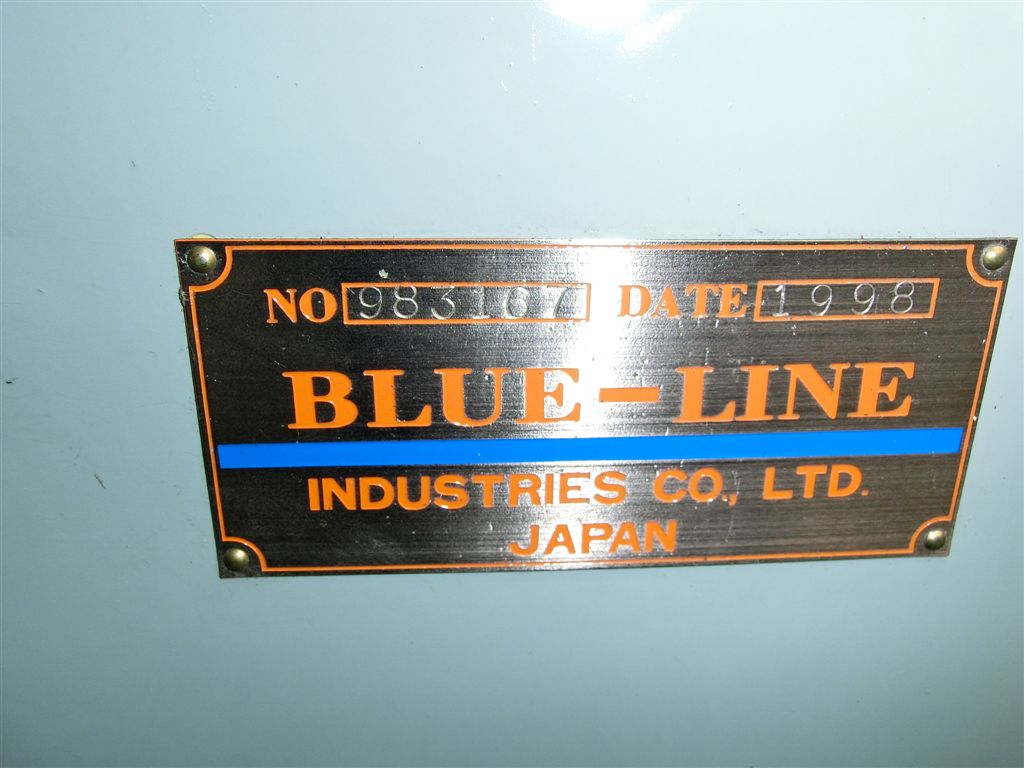 NO 983167 DATE 1998
BLUE-LINE
INDUSTRIES CO., LTD.
JAPAN